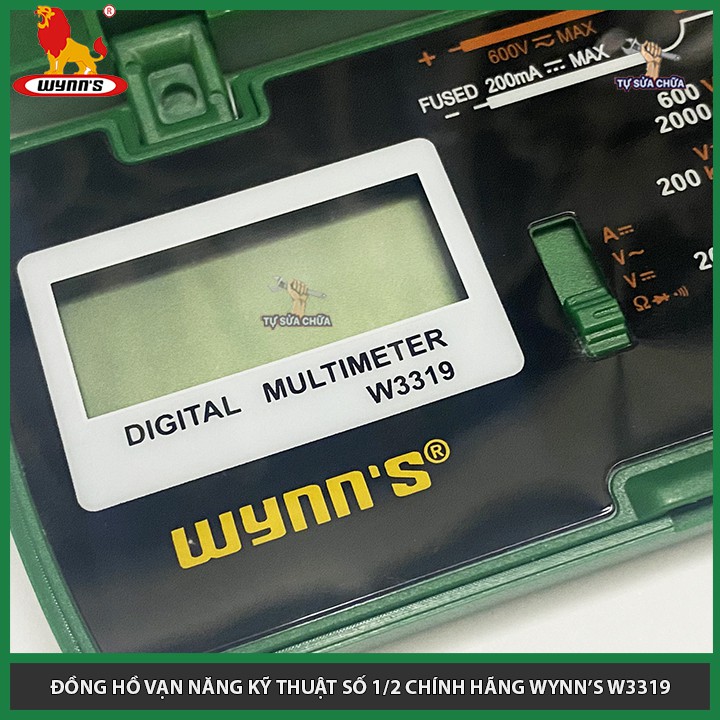 ®
WYNN'S
+ 600V ⎓~ MAX
FUSED 200mA ⎓ MAX
−
TỰ SỬA CHỮA
600 V
2000
V
200
A⎓
V~
V⎓
Ω
20
TỰ SỬA CHỮA
DIGITAL MULTIMETER
W3319
WYNN'S®
ĐỒNG HỒ VẠN NĂNG KỸ THUẬT SỐ 1/2 CHÍNH HÃNG WYNN'S W3319